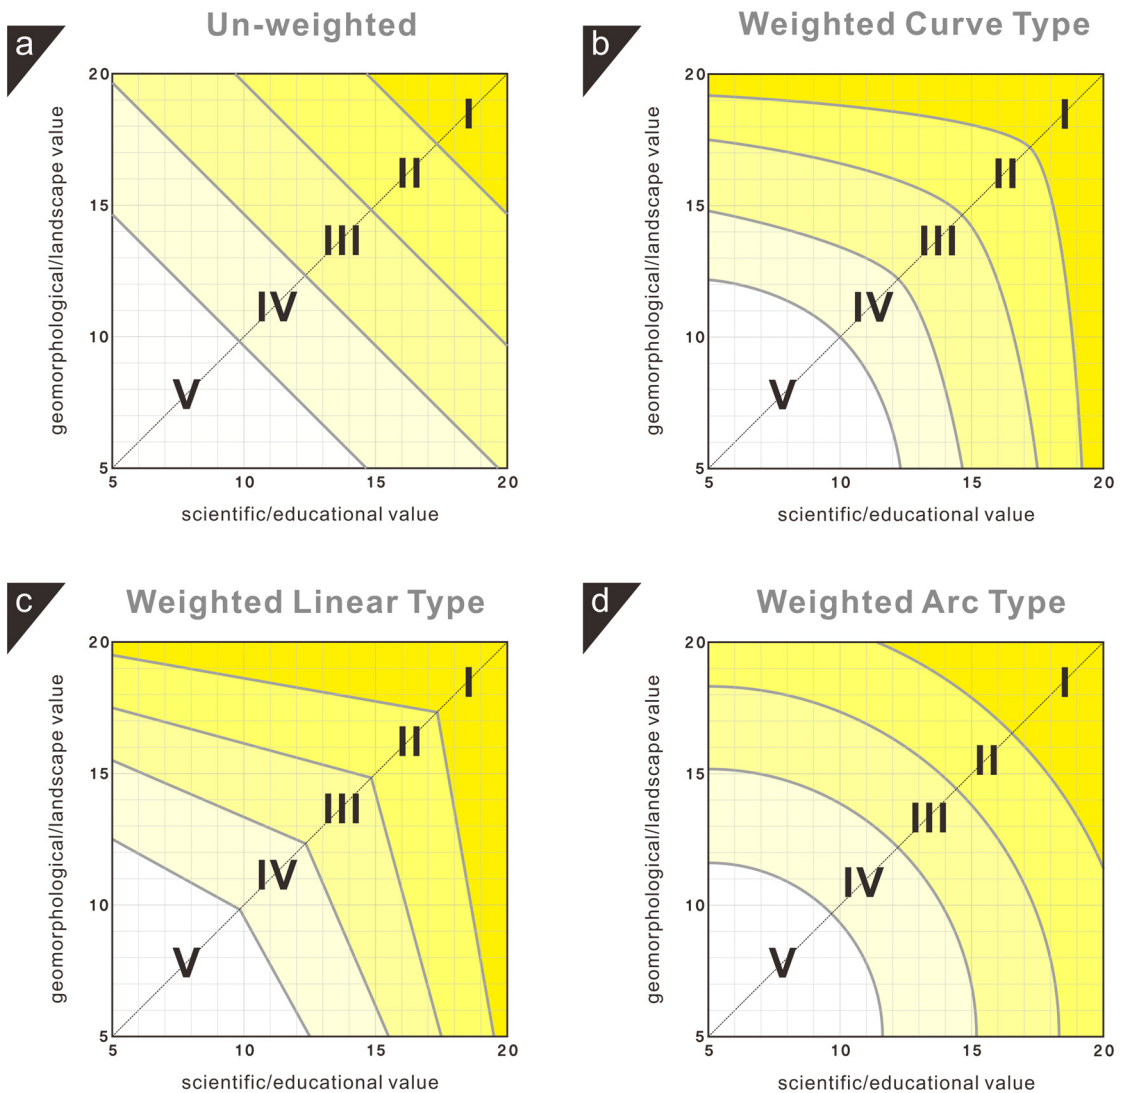 a
Un-weighted
20
15
10
5
geomorphological/landscape value
I
II
III
IV
V
5
10
15
20
scientific/educational value
b
Weighted Curve Type
20
15
10
5
geomorphological/landscape value
I
II
III
IV
V
5
10
15
20
scientific/educational value
c
Weighted Linear Type
20
15
10
5
geomorphological/landscape value
I
II
III
IV
V
5
10
15
20
scientific/educational value
d
Weighted Arc Type
20
15
10
5
geomorphological/landscape value
I
II
III
IV
V
5
10
15
20
scientific/educational value